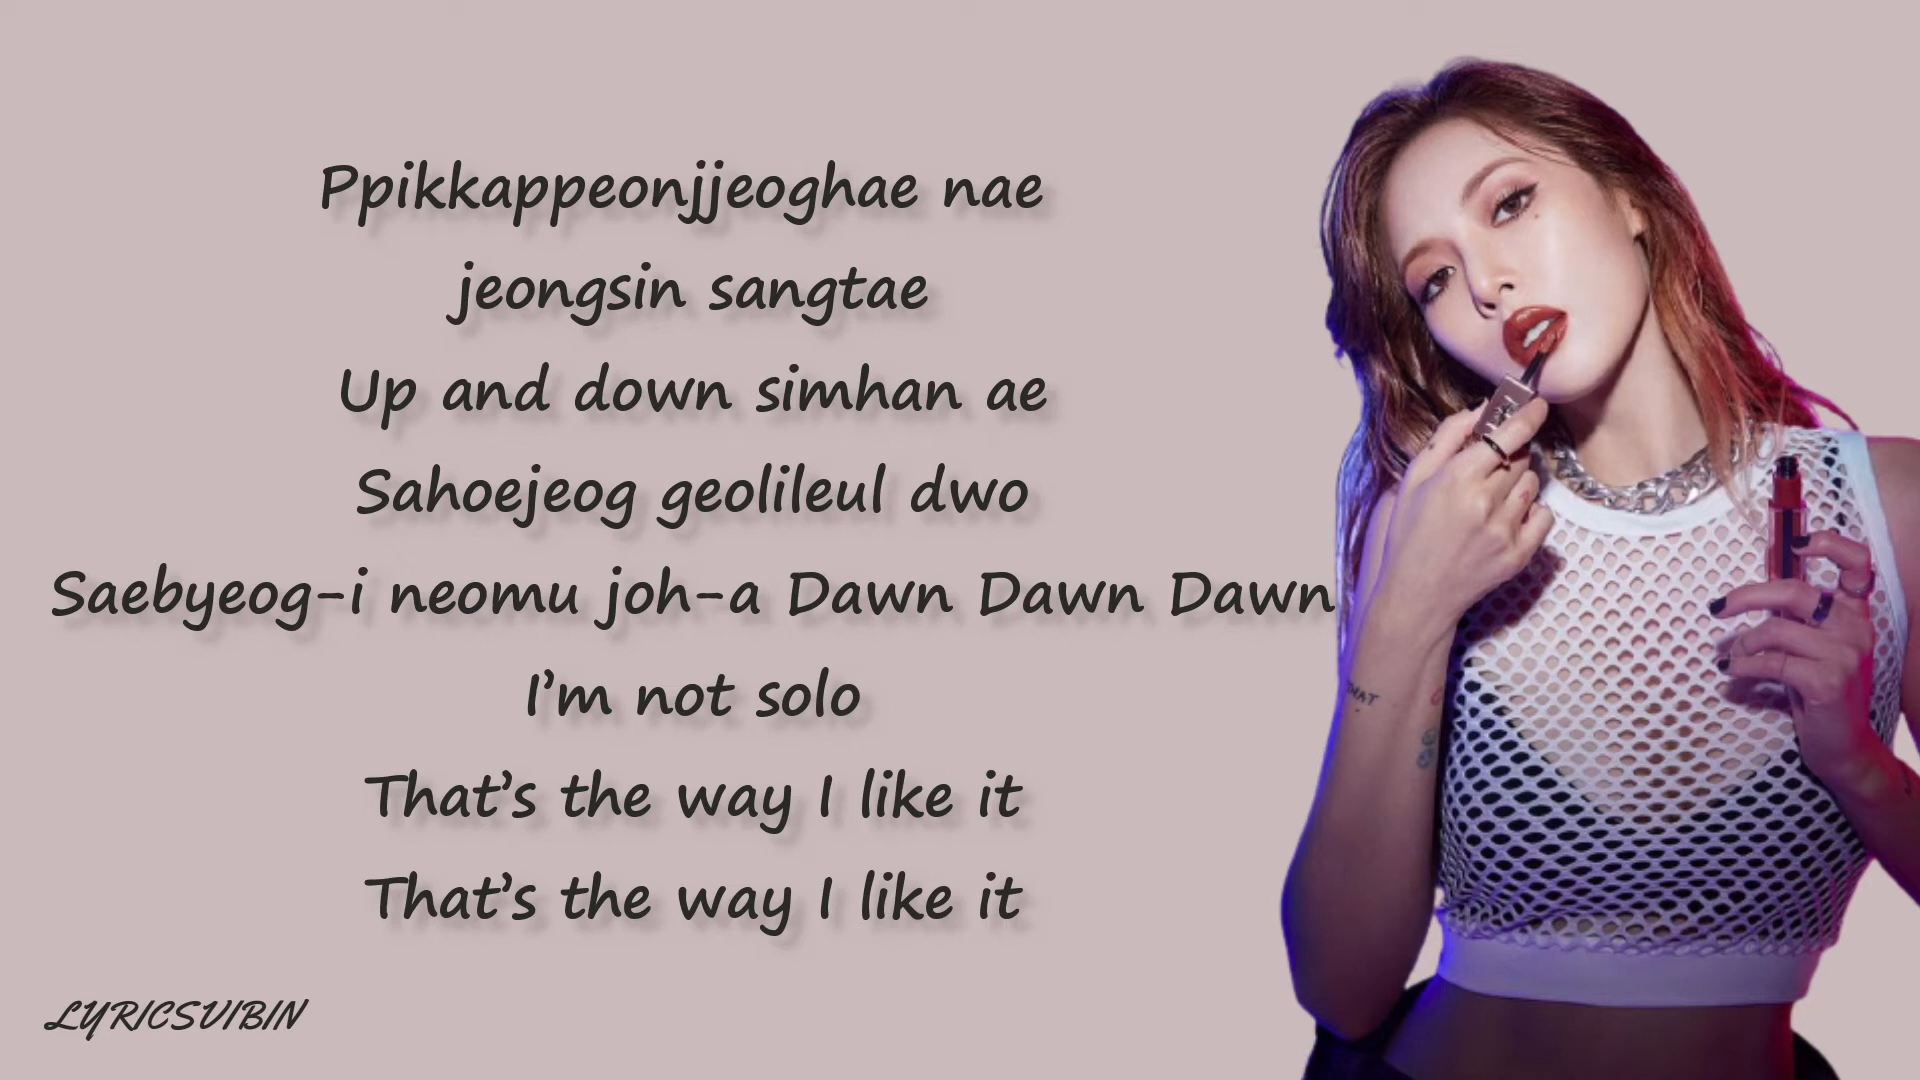 Ppikkappeonjjeoghae nae
jeongsin sangtae
Up and down simhan ae
Sahoejeog geolileul dwo
Saebyeog-i neomu joh-a Dawn Dawn Dawn
I'm not solo
That's the way I like it
That's the way I like it
LYRICSVIBIN